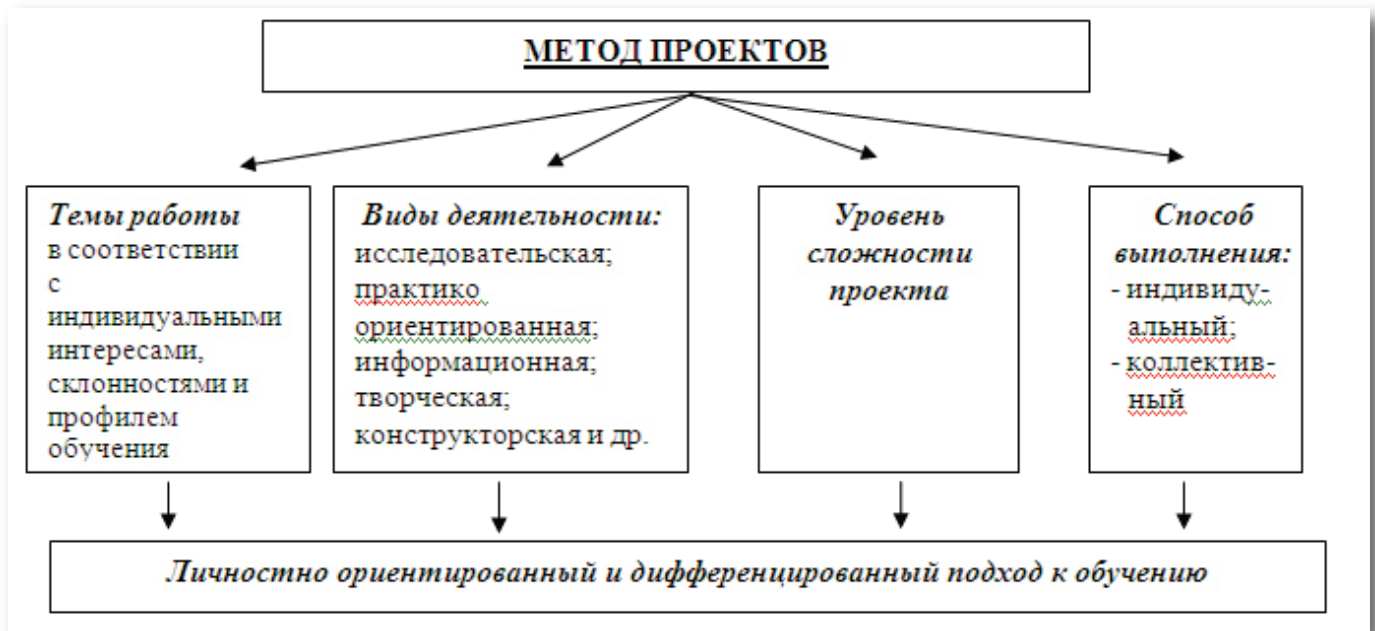 МЕТОД ПРОЕКТОВ
Темы работы
в соответствии
с
индивидуальными
интересами,
склонностями и
профилем
обучения
Виды деятельности:
исследовательская;
практико
ориентированная;
информационная;
творческая;
конструкторская и др.
Уровень
сложности
проекта
Способ
выполнения:
- индивиду-
альный;
- коллектив-
ный
Личностно ориентированный и дифференцированный подход к обучению